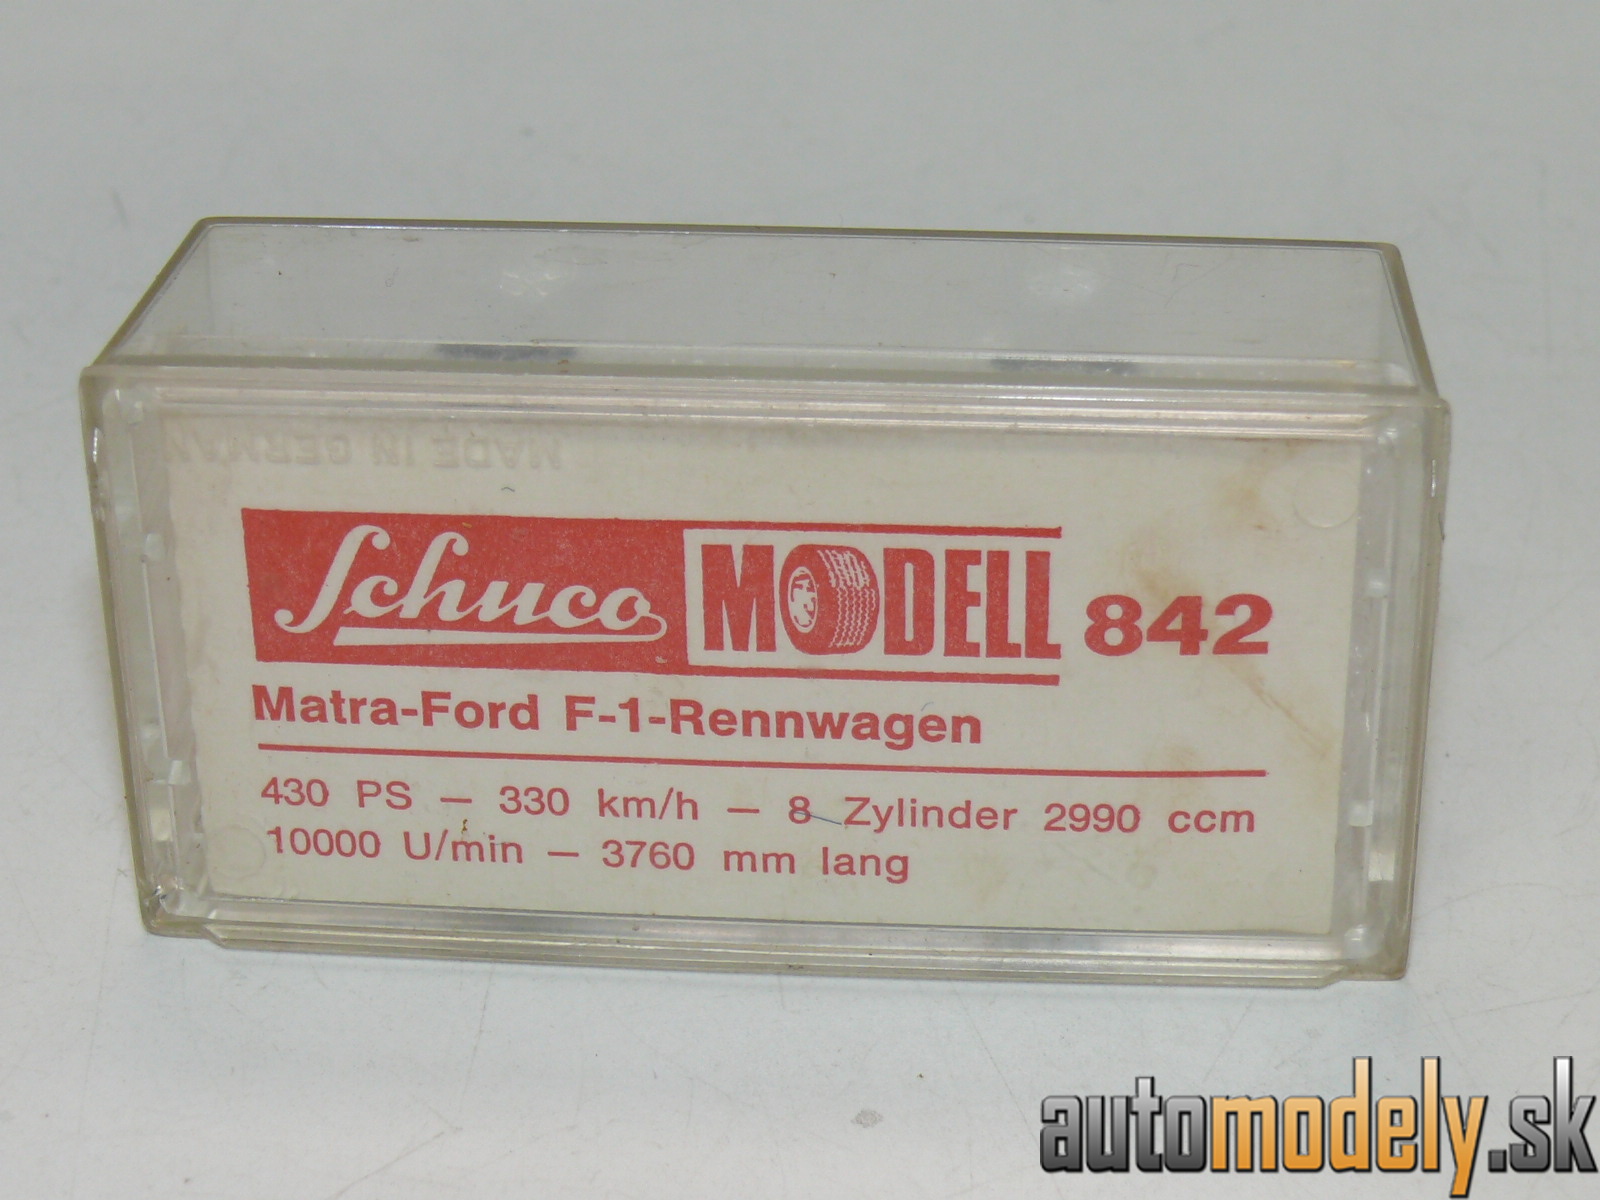 MADE IN GERMANY
Schuco MODELL 842
Matra-Ford F-1-Rennwagen
430 PS – 330 km/h – 8 Zylinder 2990 ccm
10000 U/min – 3760 mm lang
automodely.sk